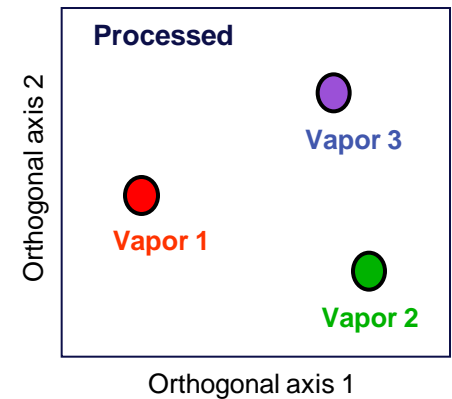 Processed
Orthogonal axis 2
Vapor 3
Vapor 1
Vapor 2
Orthogonal axis 1